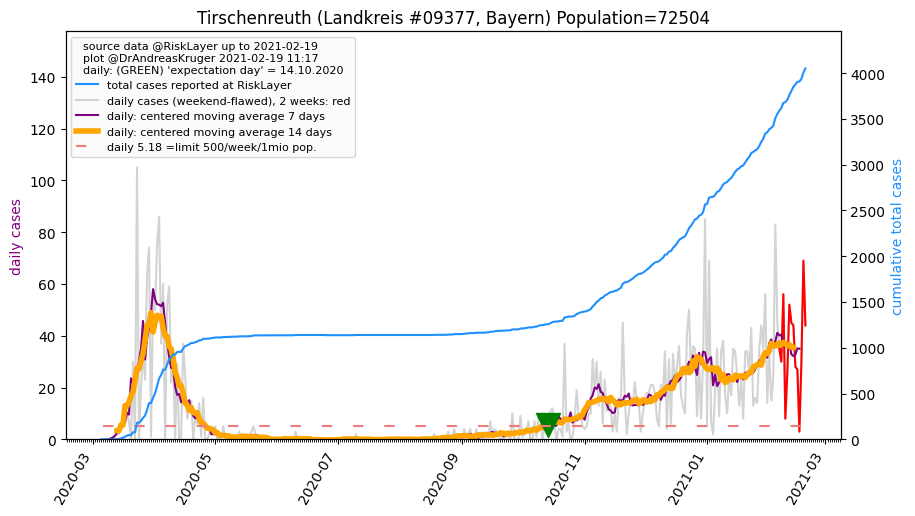 Tirschenreuth (Landkreis #09377, Bayern) Population=72504
source data @RiskLayer up to 2021-02-19
plot @DrAndreasKruger 2021-02-19 11:17
daily: (GREEN) 'expectation day' = 14.10.2020
total cases reported at RiskLayer
daily cases (weekend-flawed), 2 weeks: red
daily: centered moving average 7 days
daily: centered moving average 14 days
daily 5.18 =limit 500/week/1mio pop.
daily cases
140
120
100
80
60
40
20
0
cumulative total cases
4000
3500
3000
2500
2000
1500
1000
500
0
2020-03
2020-05
2020-07
2020-09
2020-11
2021-01
2021-03